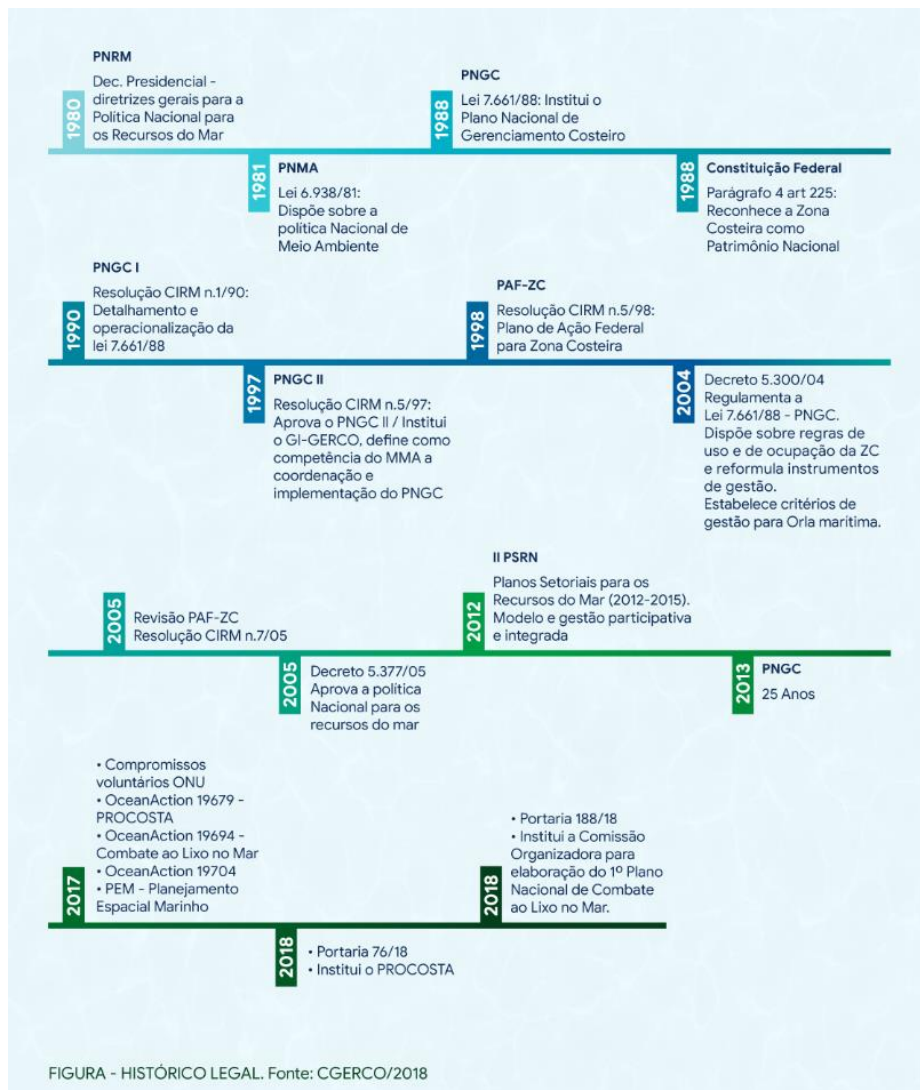 PNRM
Dec. Presidencial -
diretrizes gerais para a
Política Nacional para
os Recursos do Mar
1980
PNMA
Lei 6.938/81:
Dispõe sobre a
política Nacional de
Meio Ambiente
1981
PNGC
Lei 7.661/88: Institui o
Plano Nacional de
Gerenciamento Costeiro
1988
Constituição Federal
Parágrafo 4 art 225:
Reconhece a Zona
Costeira como
Patrimônio Nacional
1988
PNGC I
Resolução CIRM n.1/90:
Detalhamento e
operacionalização da
lei 7.661/88
1990
PNGC II
Resolução CIRM n.5/97:
Aprova o PNGC II / Institui
o GI-GERCO, define como
competência do MMA a
coordenação e
implementação do PNGC
1997
PAF-ZC
Resolução CIRM n.5/98:
Plano de Ação Federal
para Zona Costeira
1998
Decreto 5.300/04
Regulamenta a
Lei 7.661/88 - PNGC.
Dispõe sobre regras de
uso e de ocupação da ZC
e reformula instrumentos
de gestão.
Estabelece critérios de
gestão para Orla marítima.
2004
Revisão PAF-ZC
Resolução CIRM n.7/05
2005
Decreto 5.377/05
Aprova a política
Nacional para os
recursos do mar
2005
II PSRN
Planos Setoriais para os
Recursos do Mar (2012-2015).
Modelo e gestão participativa
e integrada
2012
PNGC
25 Anos
2013
• Compromissos
voluntários ONU
• OceanAction 19679 -
PROCOSTA
• OceanAction 19694 -
Combate ao Lixo no Mar
• OceanAction 19704
• PEM - Planejamento
Espacial Marinho
2017
• Portaria 76/18
• Institui o PROCOSTA
2018
• Portaria 188/18
• Institui a Comissão
Organizadora para
elaboração do 1º Plano
Nacional de Combate
ao Lixo no Mar.
2018
FIGURA - HISTÓRICO LEGAL. Fonte: CGERCO/2018